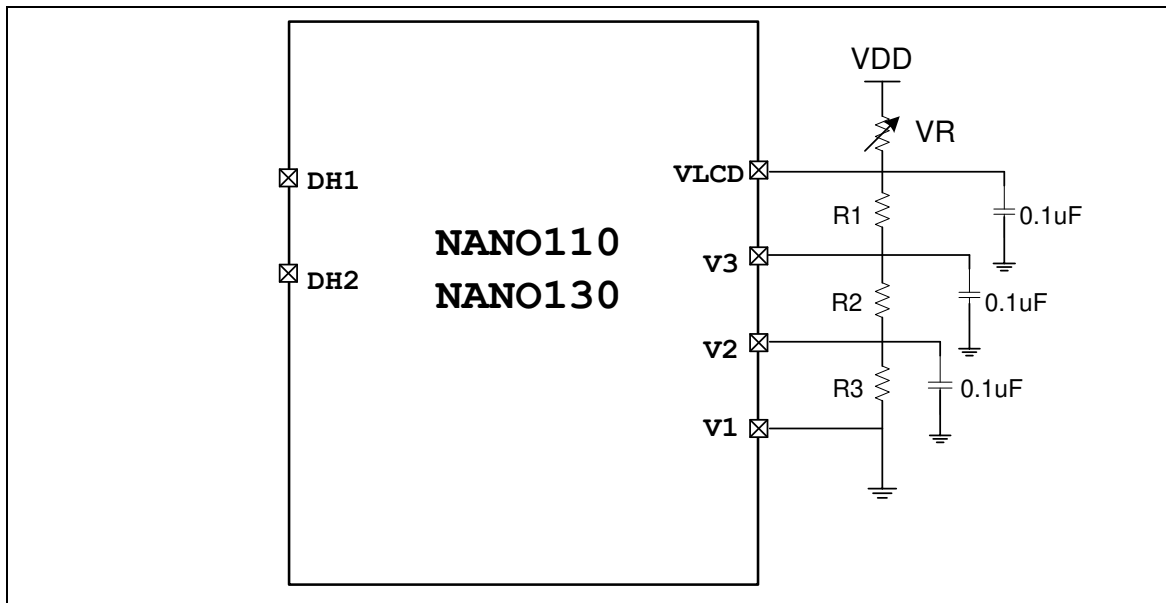 VDD
VR
DH1
VLCD
R1
0.1uF
NANO110
V3
DH2
NANO130
R2
0.1uF
V2
R3
0.1uF
V1